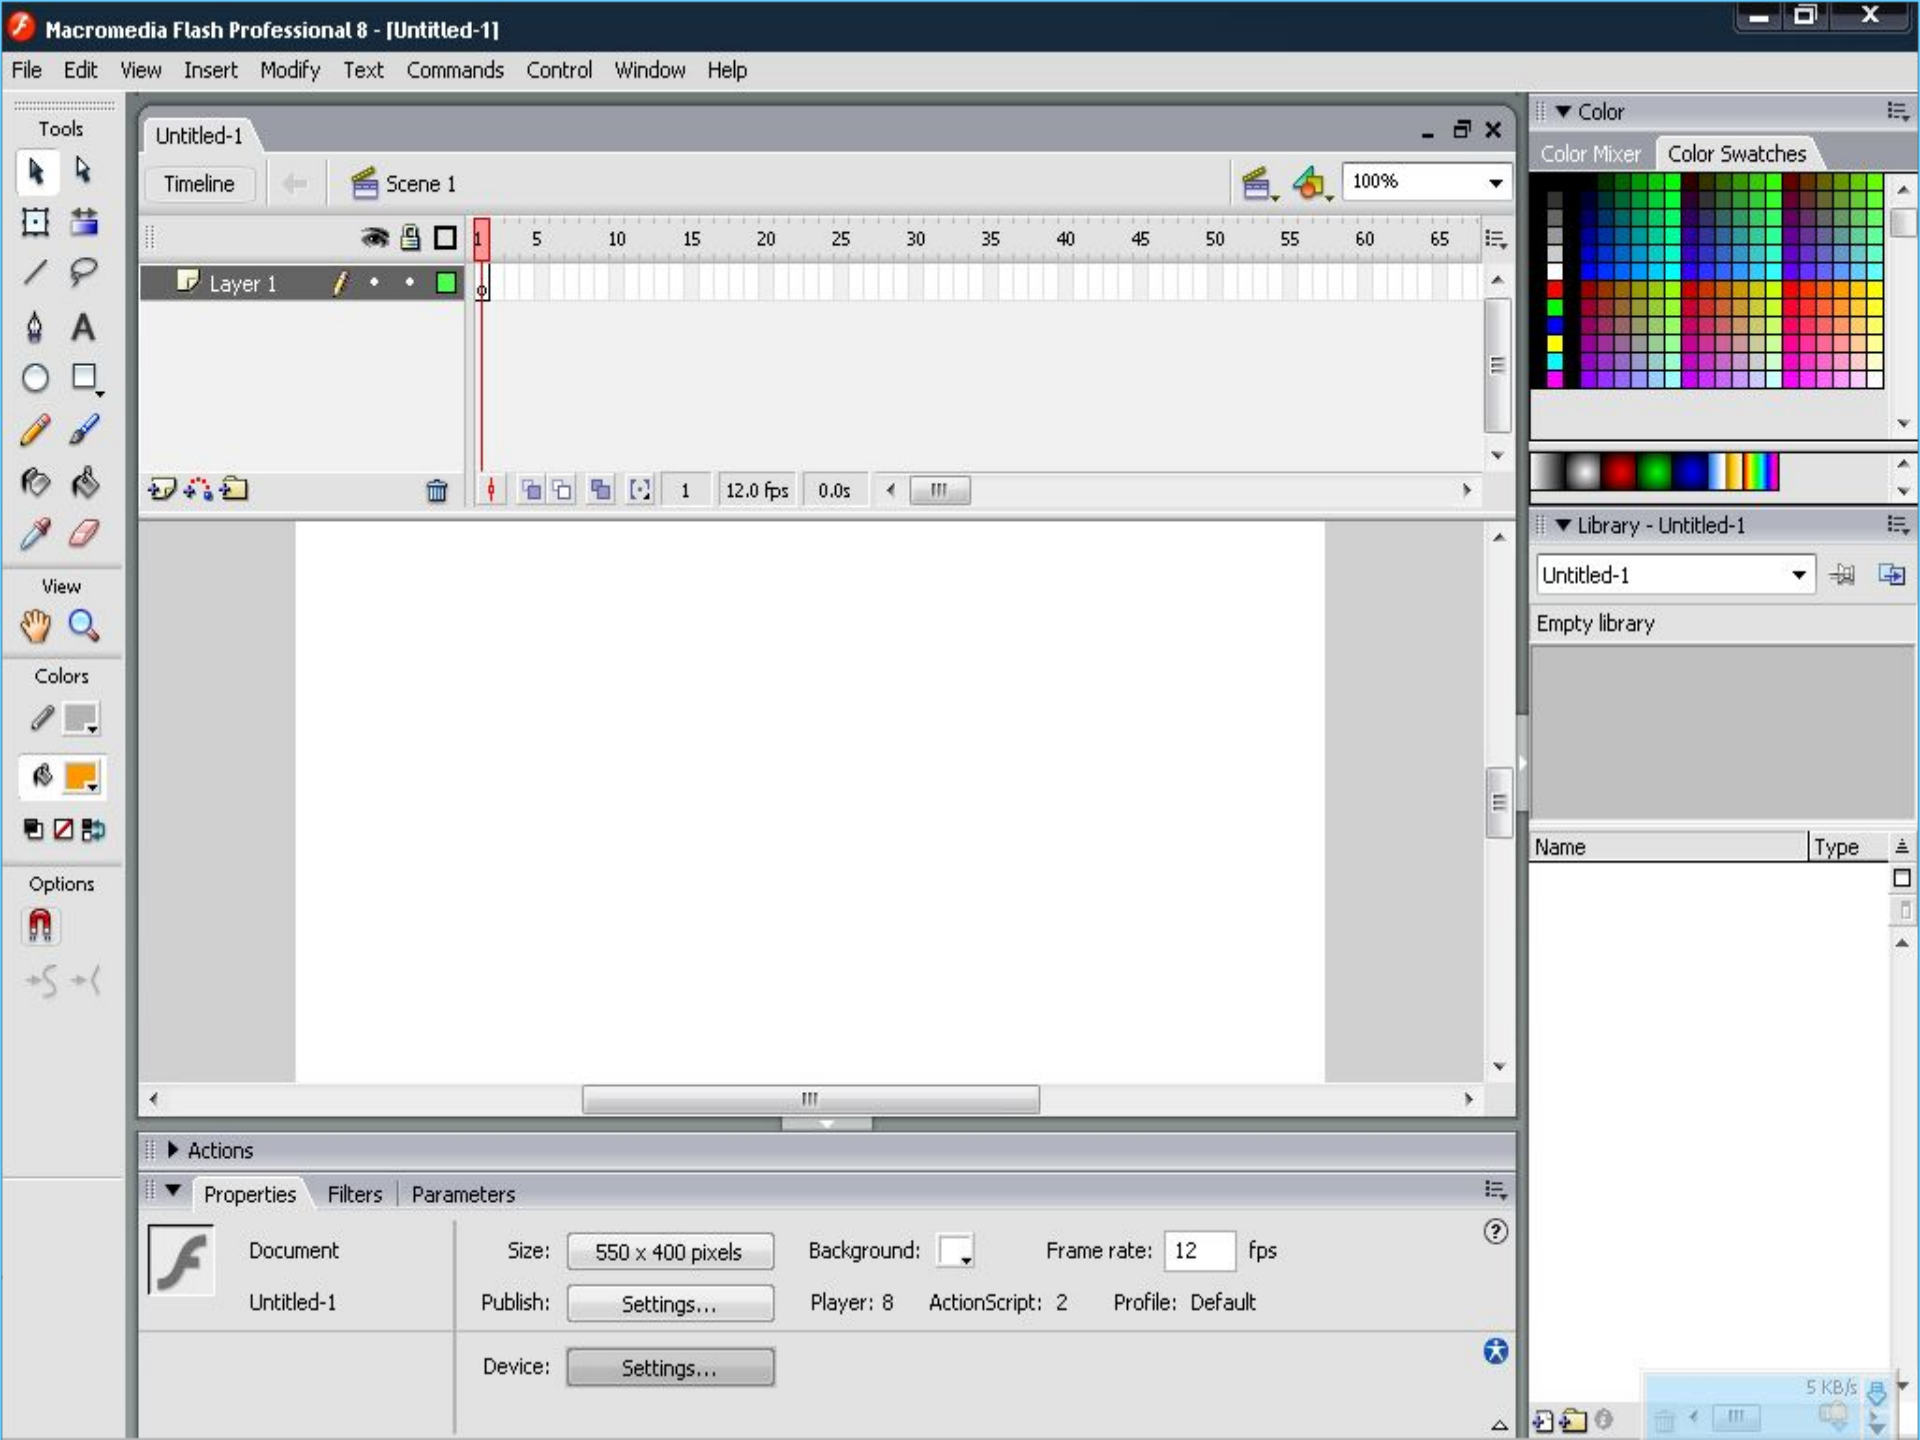 Macromedia Flash Professional 8 - [Untitled-1]
File Edit View Insert Modify Text Commands Control Window Help
Tools
Untitled-1
Timeline
Scene 1
100%
1 5 10 15 20 25 30 35 40 45 50 55 60 65
Layer 1
1 12.0 fps 0.0s
View
Colors
Options
Color
Color Mixer Color Swatches
Library - Untitled-1
Untitled-1
Empty library
Name Type
Actions
Properties Filters Parameters
Document Size: 550 x 400 pixels Background: Frame rate: 12 fps
Untitled-1 Publish: Settings... Player: 8 ActionScript: 2 Profile: Default
Device: Settings...
5 KB/s